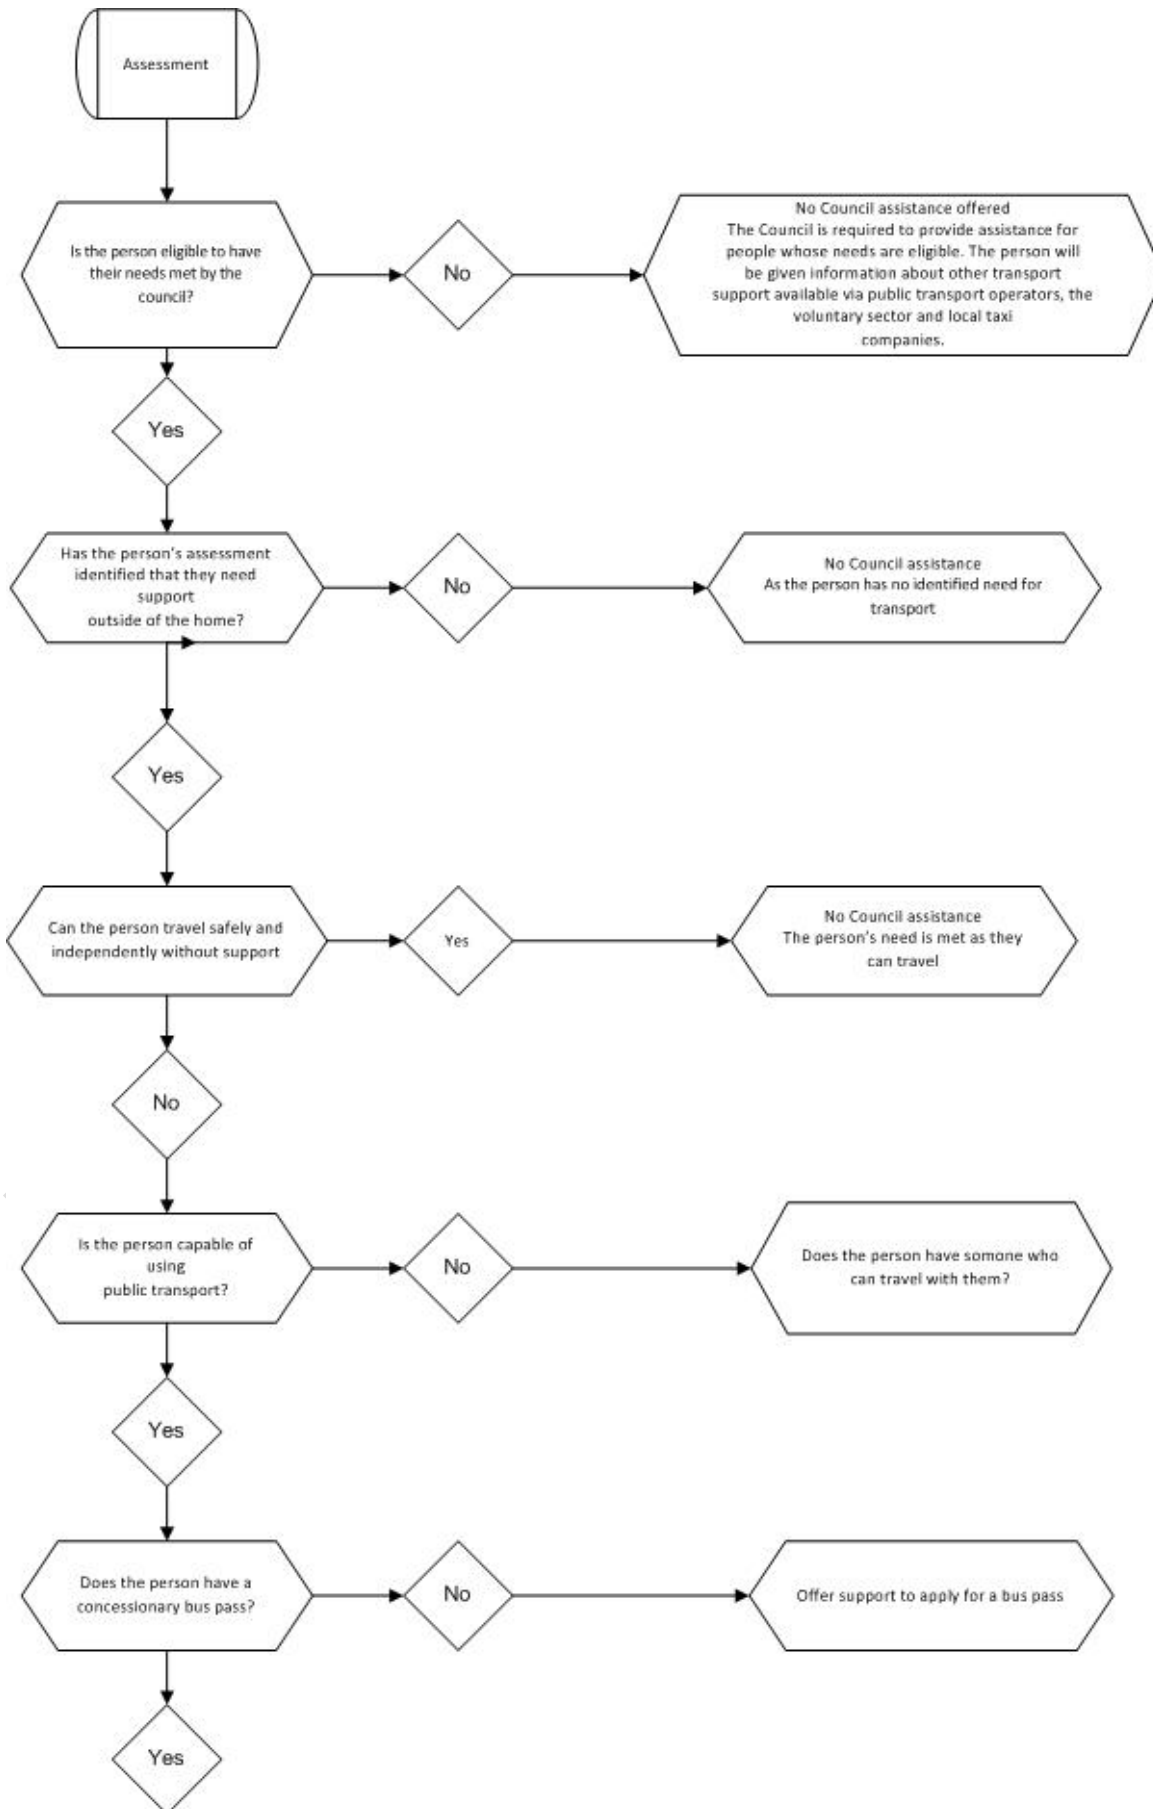 Assessment
Is the person eligible to have
their needs met by the
council?
No
No Council assistance offered
The Council is required to provide assistance for
people whose needs are eligible. The person will
be given information about other transport
support available via public transport operators, the
voluntary sector and local taxi
companies.
Yes
Has the person's assessment
identified that they need
support
outside of the home?
No
No Council assistance
As the person has no identified need for
transport
Yes
Can the person travel safely and
independently without support
Yes
No Council assistance
The person's need is met as they
can travel
No
Is the person capable of
using
public transport?
No
Does the person have somone who
can travel with them?
Yes
Does the person have a
concessionary bus pass?
No
Offer support to apply for a bus pass
Yes